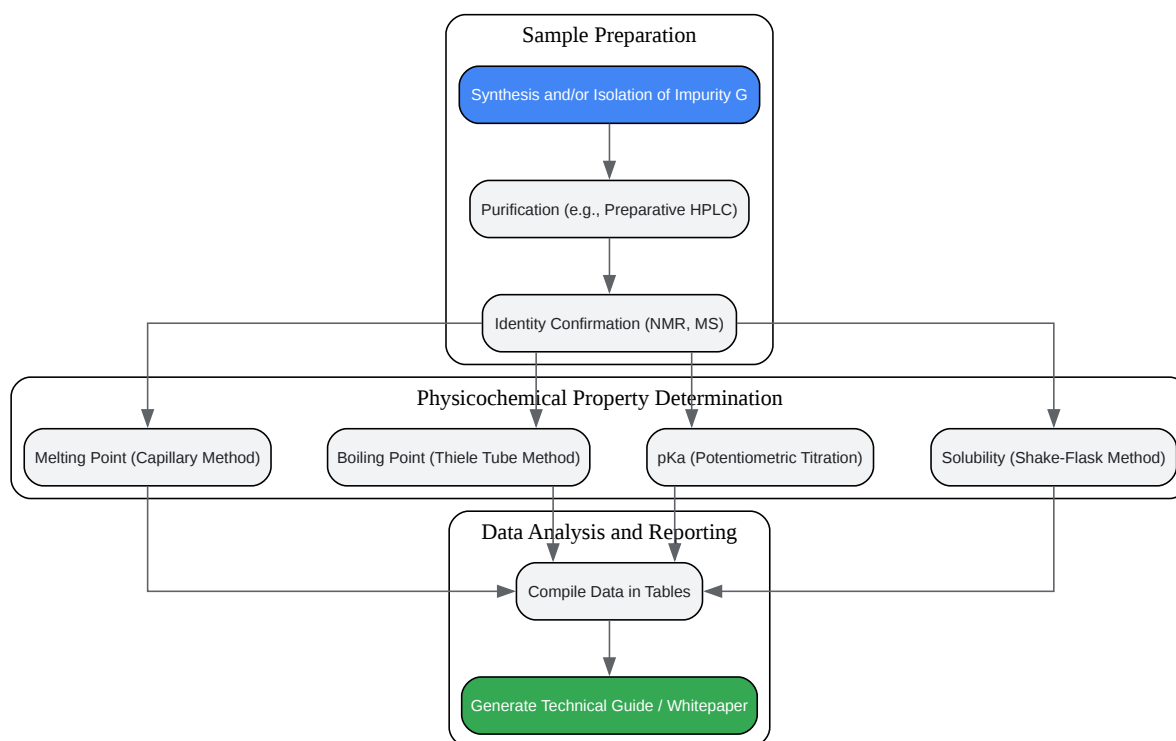 Sample Preparation
Synthesis and/or Isolation of Impurity G
Purification (e.g., Preparative HPLC)
Identity Confirmation (NMR, MS)
Physicochemical Property Determination
Melting Point (Capillary Method)
Boiling Point (Thiele Tube Method)
pKa (Potentiometric Titration)
Solubility (Shake-Flask Method)
Data Analysis and Reporting
Compile Data in Tables
Generate Technical Guide / Whitepaper